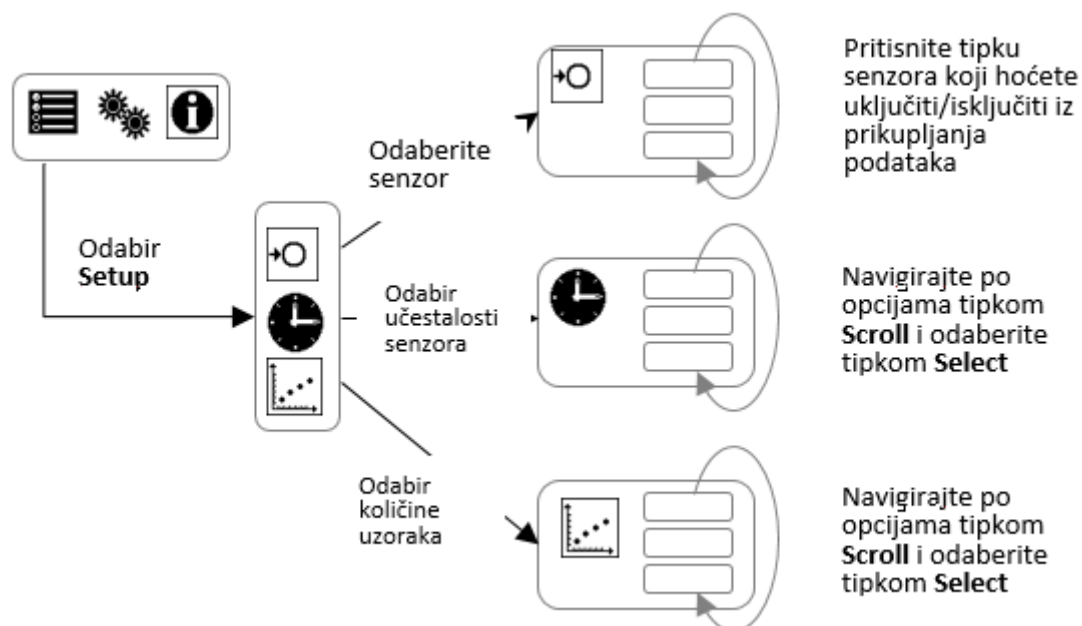 Pritisnite tipku
senzora koji hoćete
uključiti/isključiti iz
prikupljanja
podataka
Odaberite
senzor
Odabir
Setup
Odabir
učestalosti
senzora
Navigirajte po
opcijama tipkom
Scroll i odaberite
tipkom Select
Odabir
količine
uzoraka
Navigirajte po
opcijama tipkom
Scroll i odaberite
tipkom Select